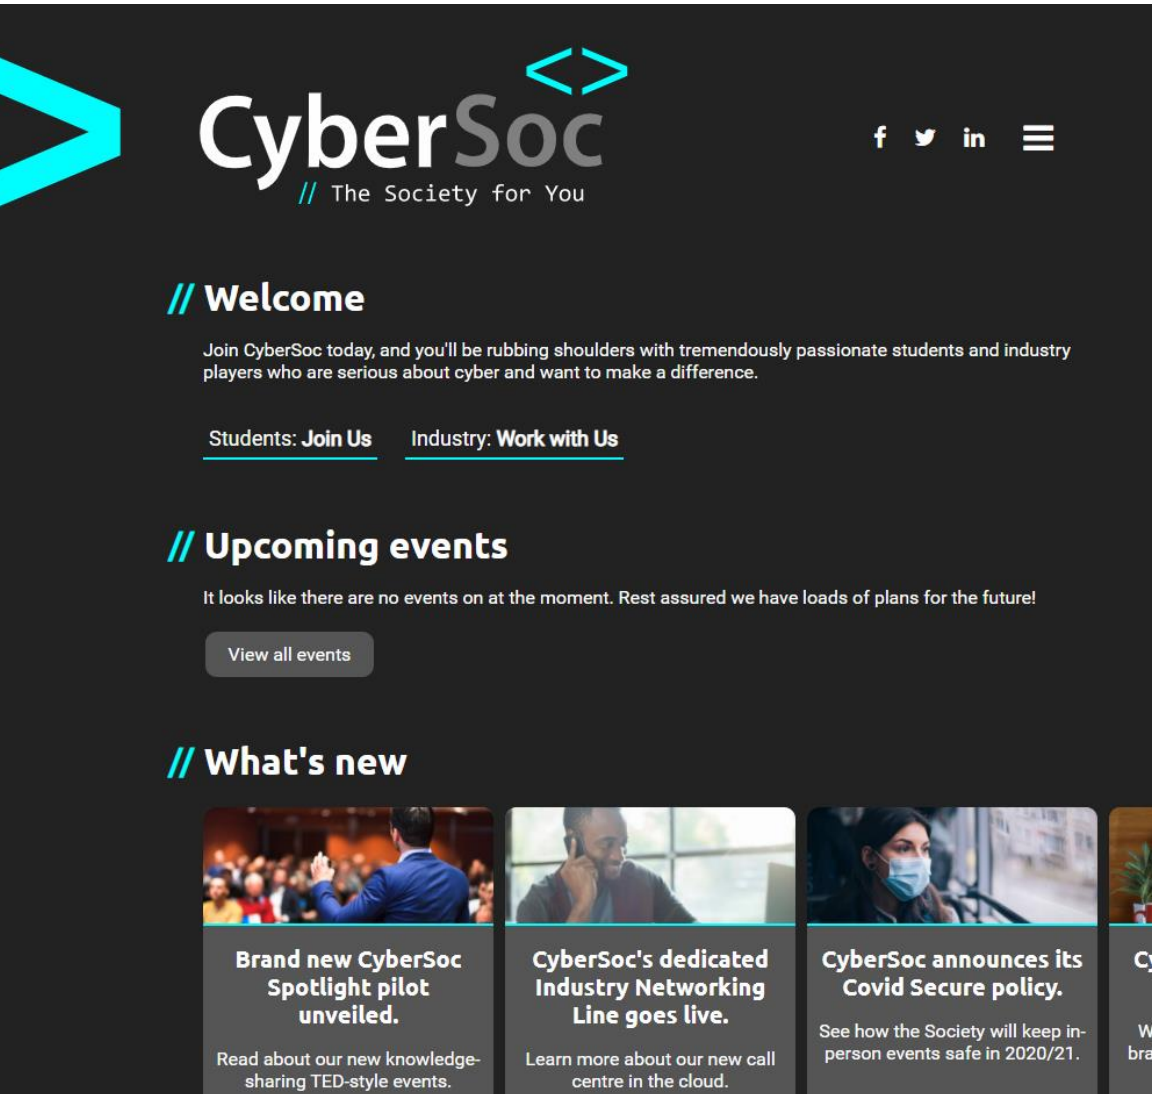 <>
CyberSoc
// The Society for You
// Welcome
Join CyberSoc today, and you'll be rubbing shoulders with tremendously passionate students and industry
players who are serious about cyber and want to make a difference.
Students: Join Us
Industry: Work with Us
// Upcoming events
It looks like there are no events on at the moment. Rest assured we have loads of plans for the future!
View all events
// What's new
Brand new CyberSoc
Spotlight pilot
unveiled.
Read about our new knowledge-
sharing TED-style events.
CyberSoc's dedicated
Industry Networking
Line goes live.
Learn more about our new call
centre in the cloud.
CyberSoc announces its
Covid Secure policy.
See how the Society will keep in-
person events safe in 2020/21.